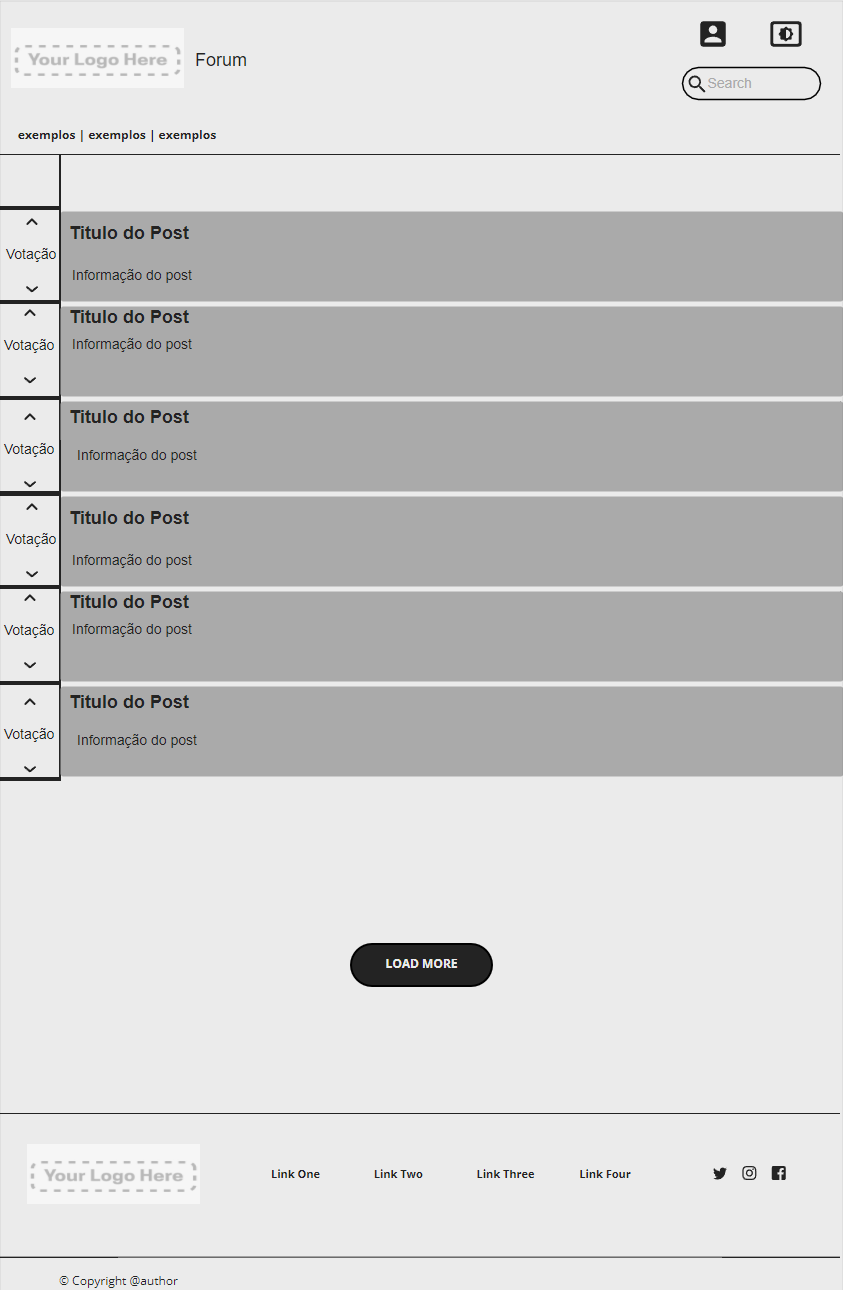 Your Logo Here
Forum
Search
exemplos | exemplos | exemplos
Titulo do Post
Votação
Informação do post
Titulo do Post
Votação
Informação do post
Titulo do Post
Votação
Informação do post
Titulo do Post
Votação
Informação do post
Titulo do Post
Votação
Informação do post
Titulo do Post
Votação
Informação do post
LOAD MORE
Your Logo Here
Link One
Link Two
Link Three
Link Four
© Copyright @author